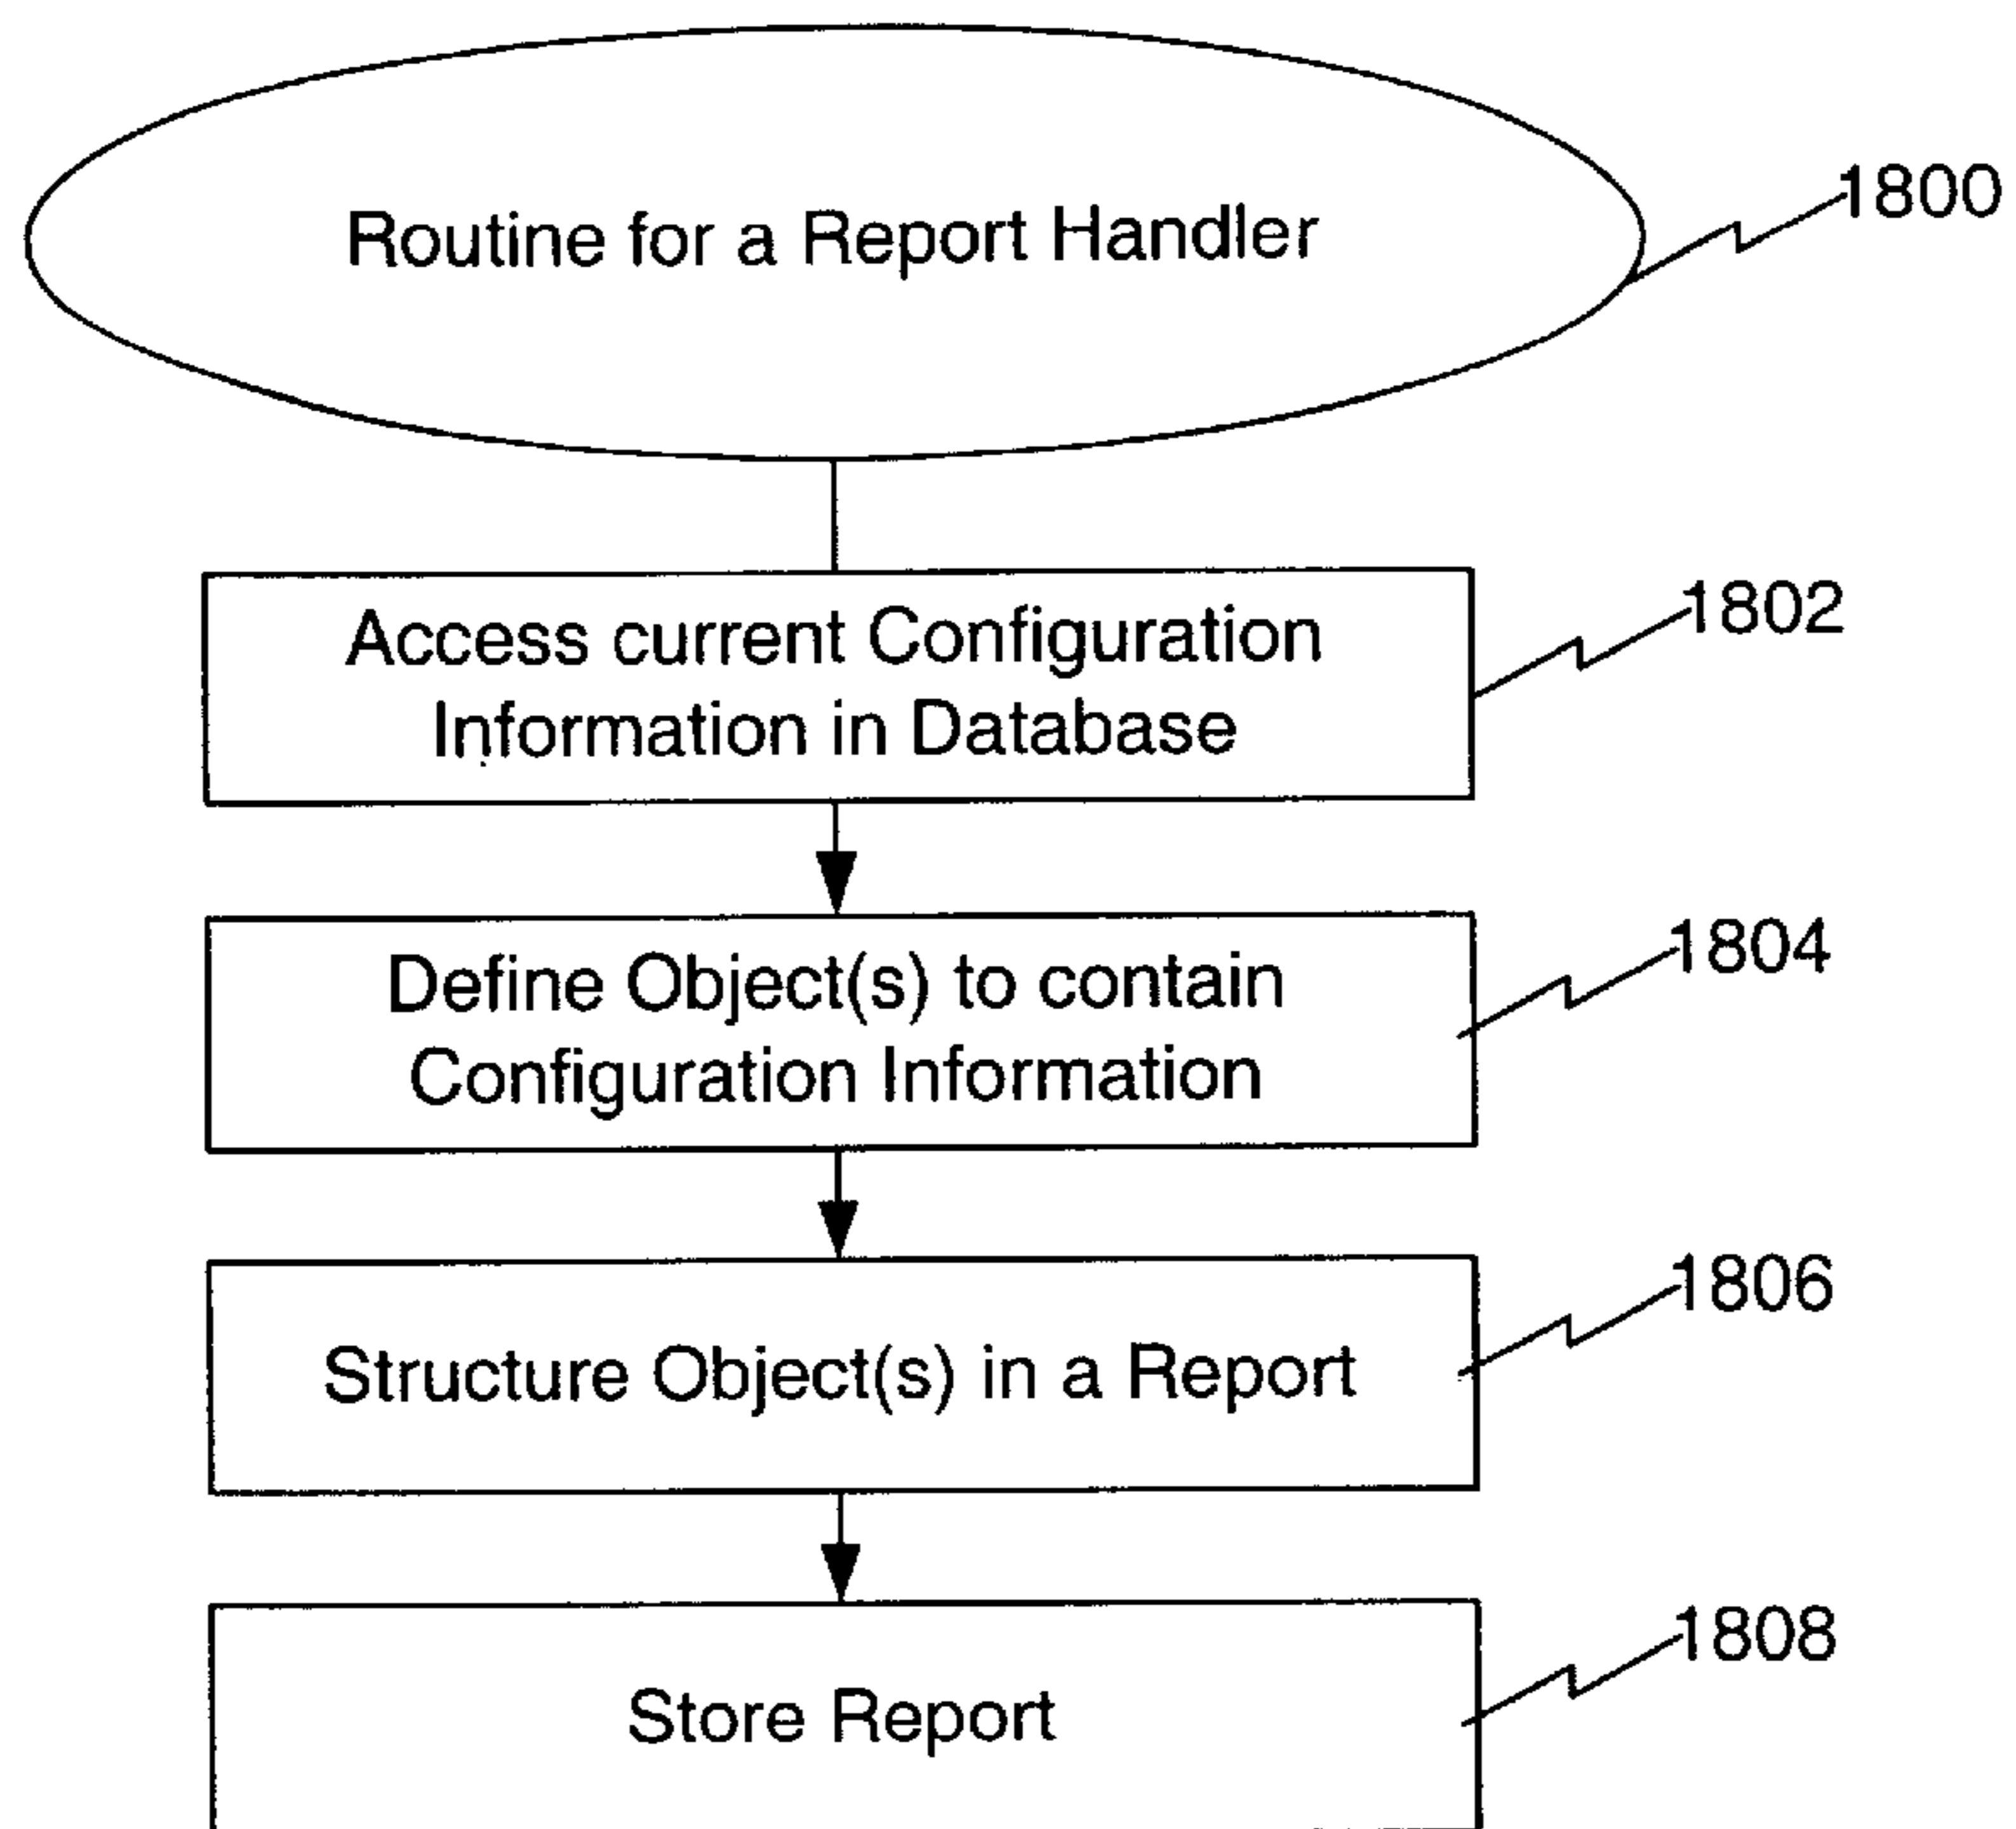 Routine for a Report Handler
1800
Access current Configuration
Information in Database
1802
Define Object(s) to contain
Configuration Information
1804
Structure Object(s) in a Report
1806
Store Report
1808